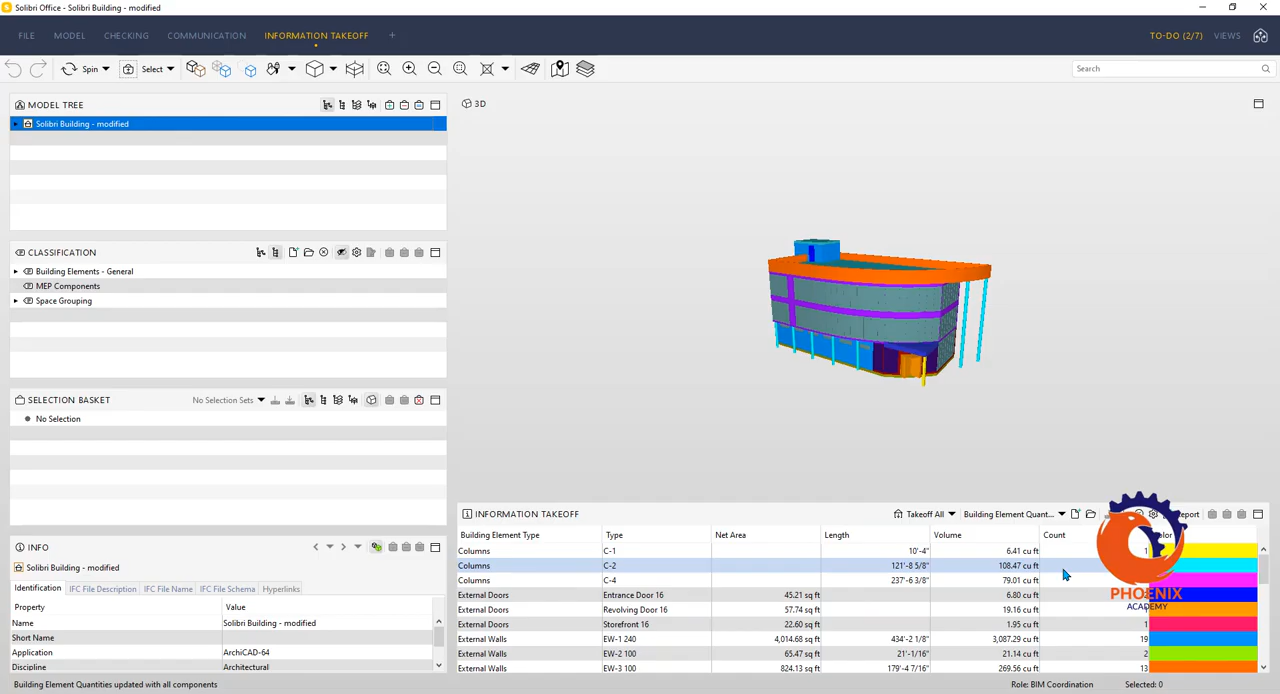 Solibri Office - Solibri Building - modified
FILE MODEL CHECKING COMMUNICATION INFORMATION TAKEOFF + TO-DO (2/7) VIEWS
Spin Select Search
MODEL TREE
Solibri Building - modified
3D
CLASSIFICATION
Building Elements - General
MEP Components
Space Grouping
SELECTION BASKET No Selection Sets
No Selection
INFO
Solibri Building - modified
Identification IFC File Description IFC File Name IFC File Schema Hyperlinks
Property Value
Name Solibri Building - modified
Short Name
Application ArchiCAD-64
Discipline Architectural
INFORMATION TAKEOFF Takeoff All Building Element Quant...
Building Element Type Type Net Area Length Volume Count
Columns C-1 10'-4" 6.41 cu ft 1
Columns C-2 121'-8 5/8" 108.47 cu ft
Columns C-4 237'-6 3/8" 79.01 cu ft
External Doors Entrance Door 16 45.21 sq ft 6.80 cu ft
External Doors Revolving Door 16 57.74 sq ft 19.16 cu ft
External Doors Storefront 16 22.60 sq ft 1.95 cu ft 1
External Walls EW-1 240 4,014.68 sq ft 434'-2 1/8" 3,087.29 cu ft 19
External Walls EW-2 100 65.47 sq ft 21'-1/16" 21.14 cu ft 2
External Walls EW-3 100 824.13 sq ft 179'-4 7/16" 269.56 cu ft 13
PHOENIX
ACADEMY
Building Element Quantities updated with all components Role: BIM Coordination Selected: 0